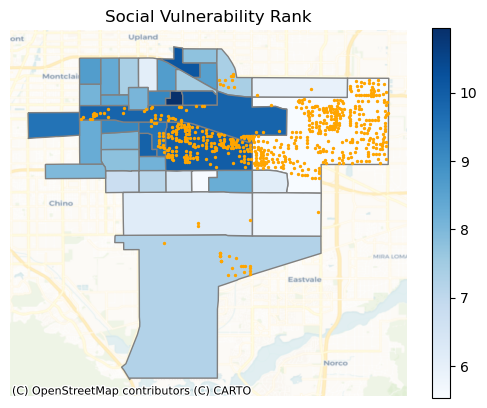 Social Vulnerability Rank
ont
Upland
Montclair
10
9
8
Chino
7
MIRA LOMA
Eastvale
6
Norco
(C) OpenStreetMap contributors (C) CARTO